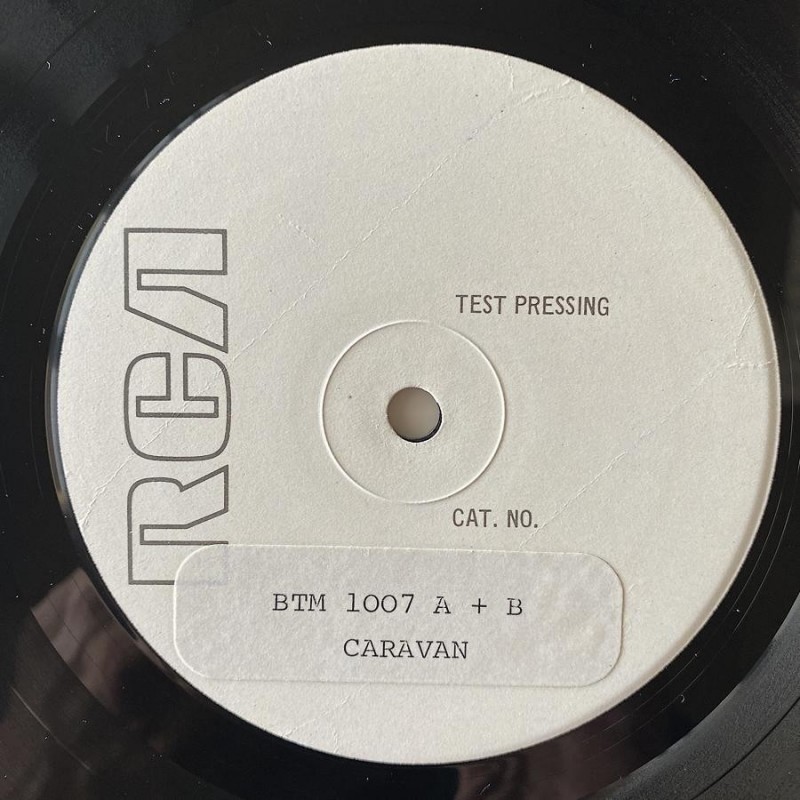 RCA
TEST PRESSING
CAT. NO.
BTM 1007 A + B
CARAVAN